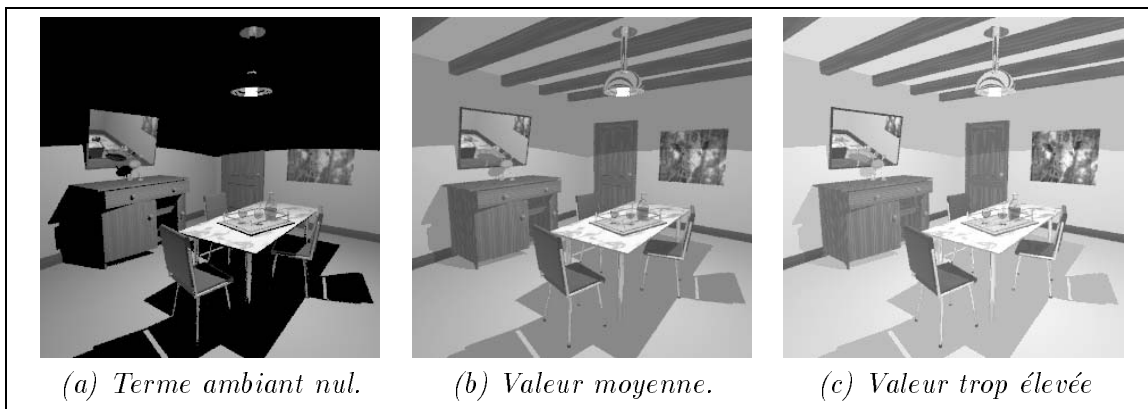 (a) Terme ambiant nul.
(b) Valeur moyenne.
(c) Valeur trop élevée